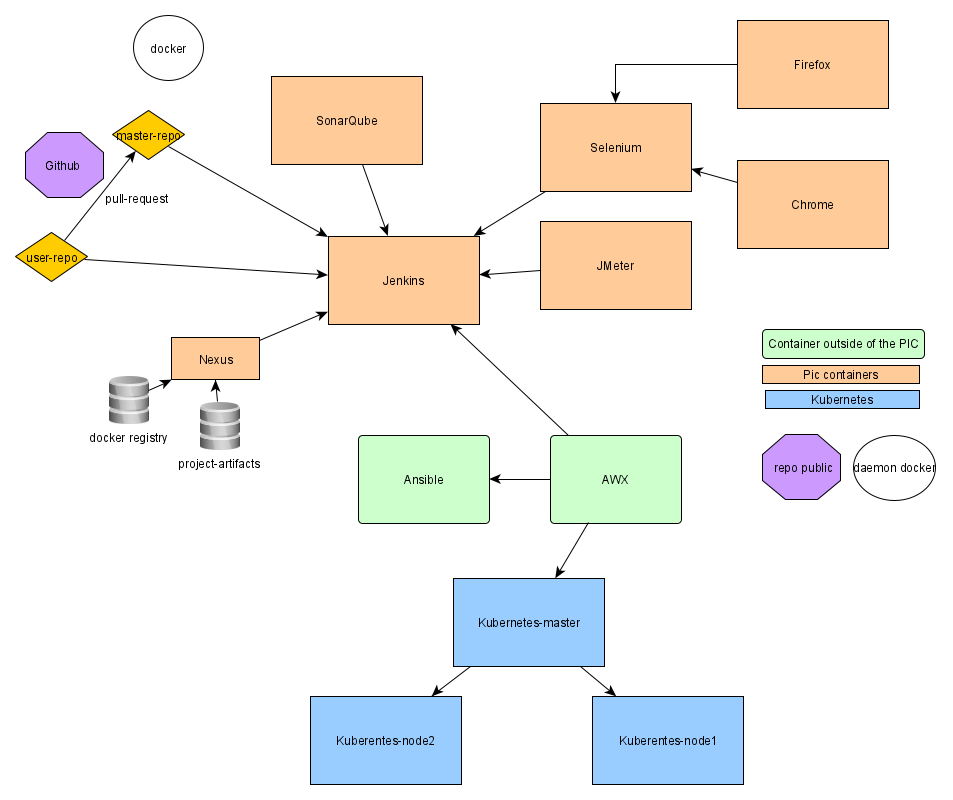 docker
Firefox
SonarQube
master-repo
Selenium
Github
pull-request
Chrome
user-repo
JMeter
Jenkins
Container outside of the PIC
Nexus
Pic containers
Kubernetes
docker registry
project-artifacts
repo public
daemon docker
Ansible
AWX
Kubernetes-master
Kuberentes-node2
Kuberentes-node1